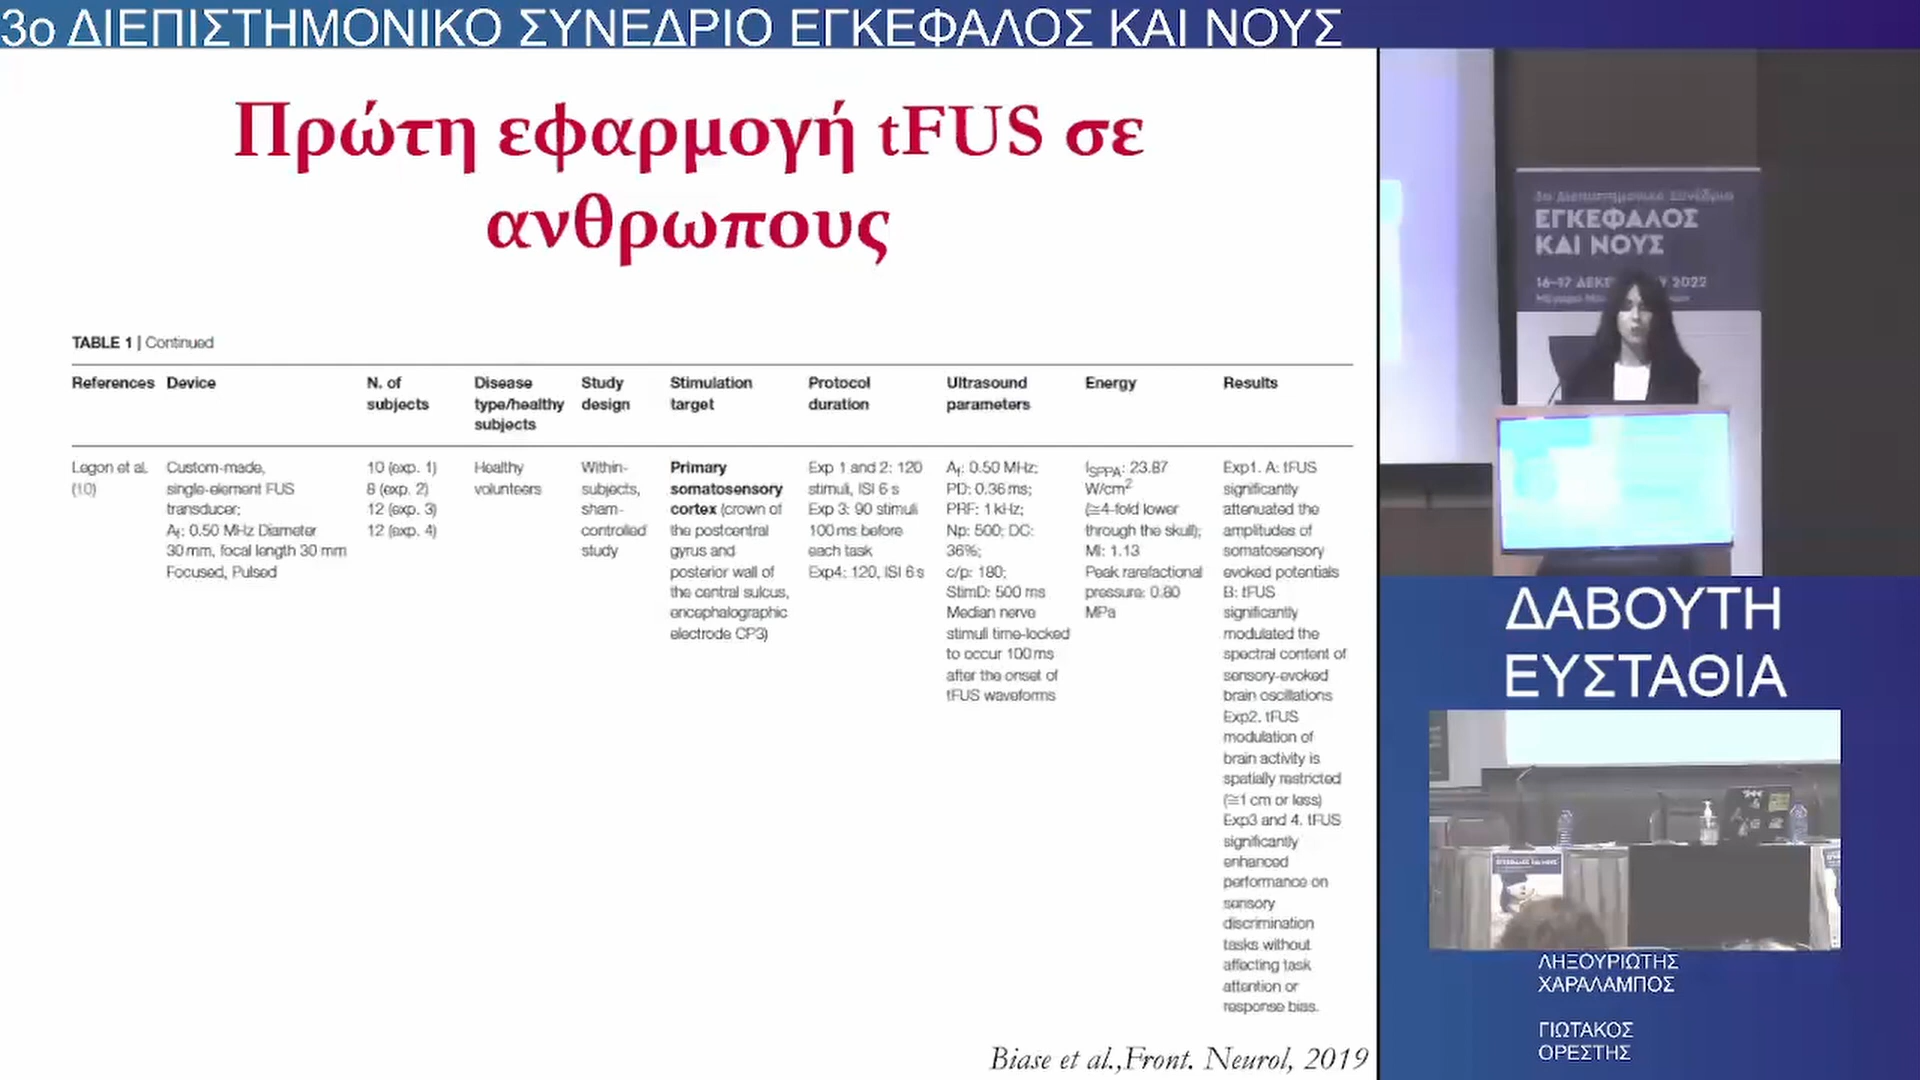 3ο ΔΙΕΠΙΣΤΗΜΟΝΙΚΟ ΣΥΝΕΔΡΙΟ ΕΓΚΕΦΑΛΟΣ ΚΑΙ ΝΟΥΣ
Πρώτη εφαρμογή tFUS σε
ανθρωπους
TABLE 1 | Continued
References
Device
N. of
subjects
Disease
type/healthy
subjects
Study
design
Stimulation
target
Protocol
duration
Ultrasound
parameters
Energy
Results
Legon et al.
(10)
Custom-made,
single-element FUS
transducer;
Af: 0.50 MHz Diameter
30 mm, focal length 30 mm
Focused, Pulsed
10 (exp. 1)
8 (exp. 2)
12 (exp. 3)
12 (exp. 4)
Healthy
volunteers
Within-
subjects,
sham-
controlled
study
Primary
somatosensory
cortex (crown of
the postcentral
gyrus and
posterior wall of
the central sulcus,
encephalographic
electrode CP3)
Exp 1 and 2: 120
stimuli, ISI 6 s
Exp 3: 90 stimuli
100 ms before
each task
Exp4: 120, ISI 6 s
Af: 0.50 MHz;
PD: 0.36 ms;
PRF: 1 kHz;
Np: 500; DC:
36%;
c/p: 180;
StimD: 500 ms
Median nerve
stimuli time-locked
to occur 100 ms
after the onset of
tFUS waveforms
ISPPA: 23.87
W/cm2
(≅4-fold lower
through the skull);
MI: 1.13
Peak rarefactional
pressure: 0.80
MPa
Exp1. A: tFUS
significantly
attenuated the
amplitudes of
somatosensory
evoked potentials
B: tFUS
significantly
modulated the
spectral content of
sensory-evoked
brain oscillations
Exp2. tFUS
modulation of
brain activity is
spatially restricted
(≅1 cm or less)
Exp3 and 4. tFUS
significantly
enhanced
performance on
sensory
discrimination
tasks without
affecting task
attention or
response bias.
Biase et al.,Front. Neurol, 2019
3ο Διεπιστημονικό Συνέδριο
ΕΓΚΕΦΑΛΟΣ
ΚΑΙ ΝΟΥΣ
16-17 2022
ΔΑΒΟΥΤΗ
ΕΥΣΤΑΘΙΑ
ΛΗΞΟΥΡΙΩΤΗΣ
ΧΑΡΑΛΑΜΠΟΣ
ΓΙΩΤΑΚΟΣ
ΟΡΕΣΤΗΣ